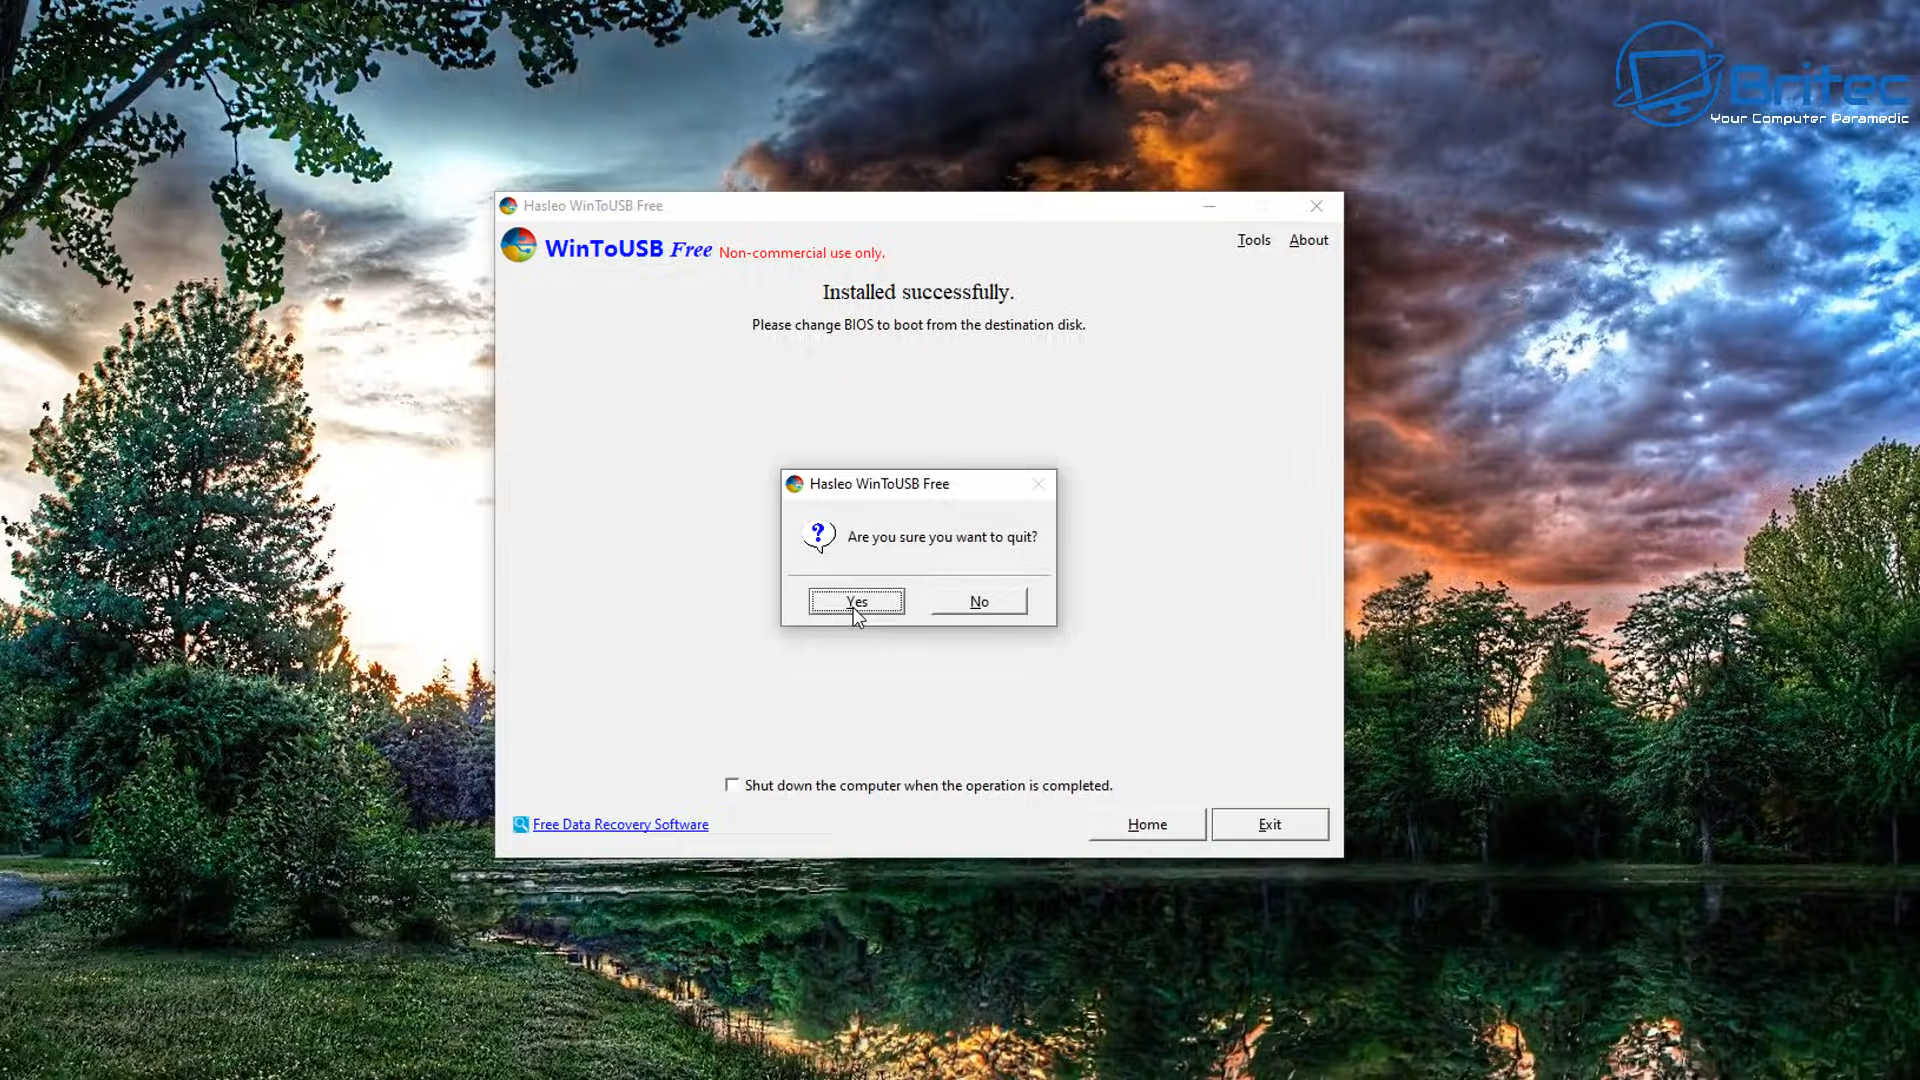 Britec
Your Computer Paramedic
Hasleo WinToUSB Free
WinToUSB Free Non-commercial use only.
Tools About
Installed successfully.
Please change BIOS to boot from the destination disk.
Hasleo WinToUSB Free
? Are you sure you want to quit?
Yes No
Shut down the computer when the operation is completed.
Free Data Recovery Software
Home Exit